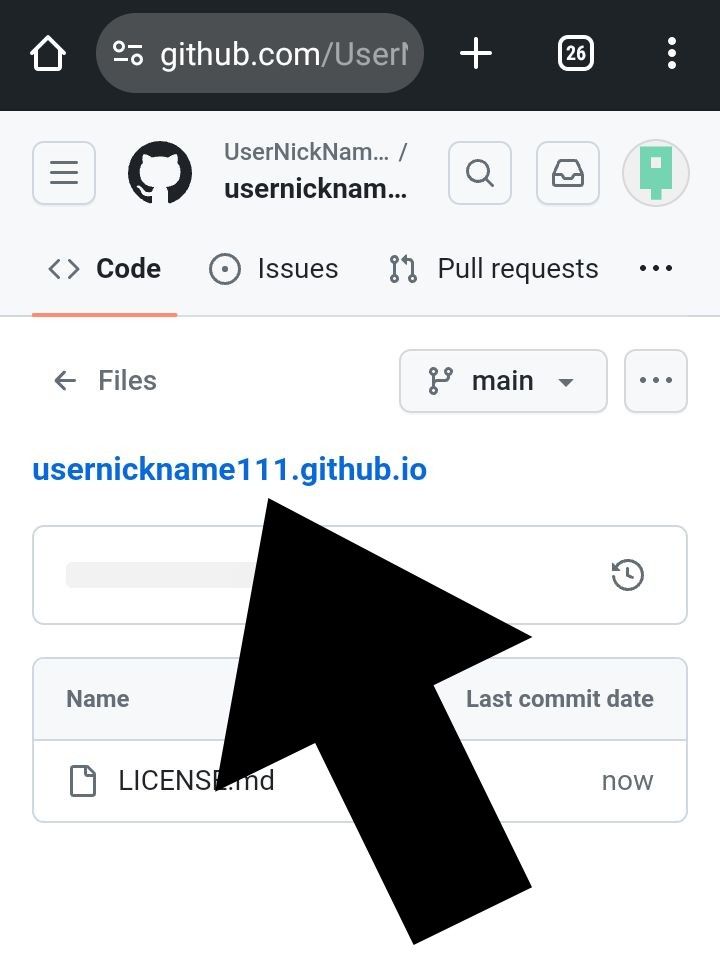 github.com/User
26
UserNickNam… /
usernicknam…
Code Issues Pull requests
Files main
usernickname111.github.io
Name Last commit date
LICENSE.md now